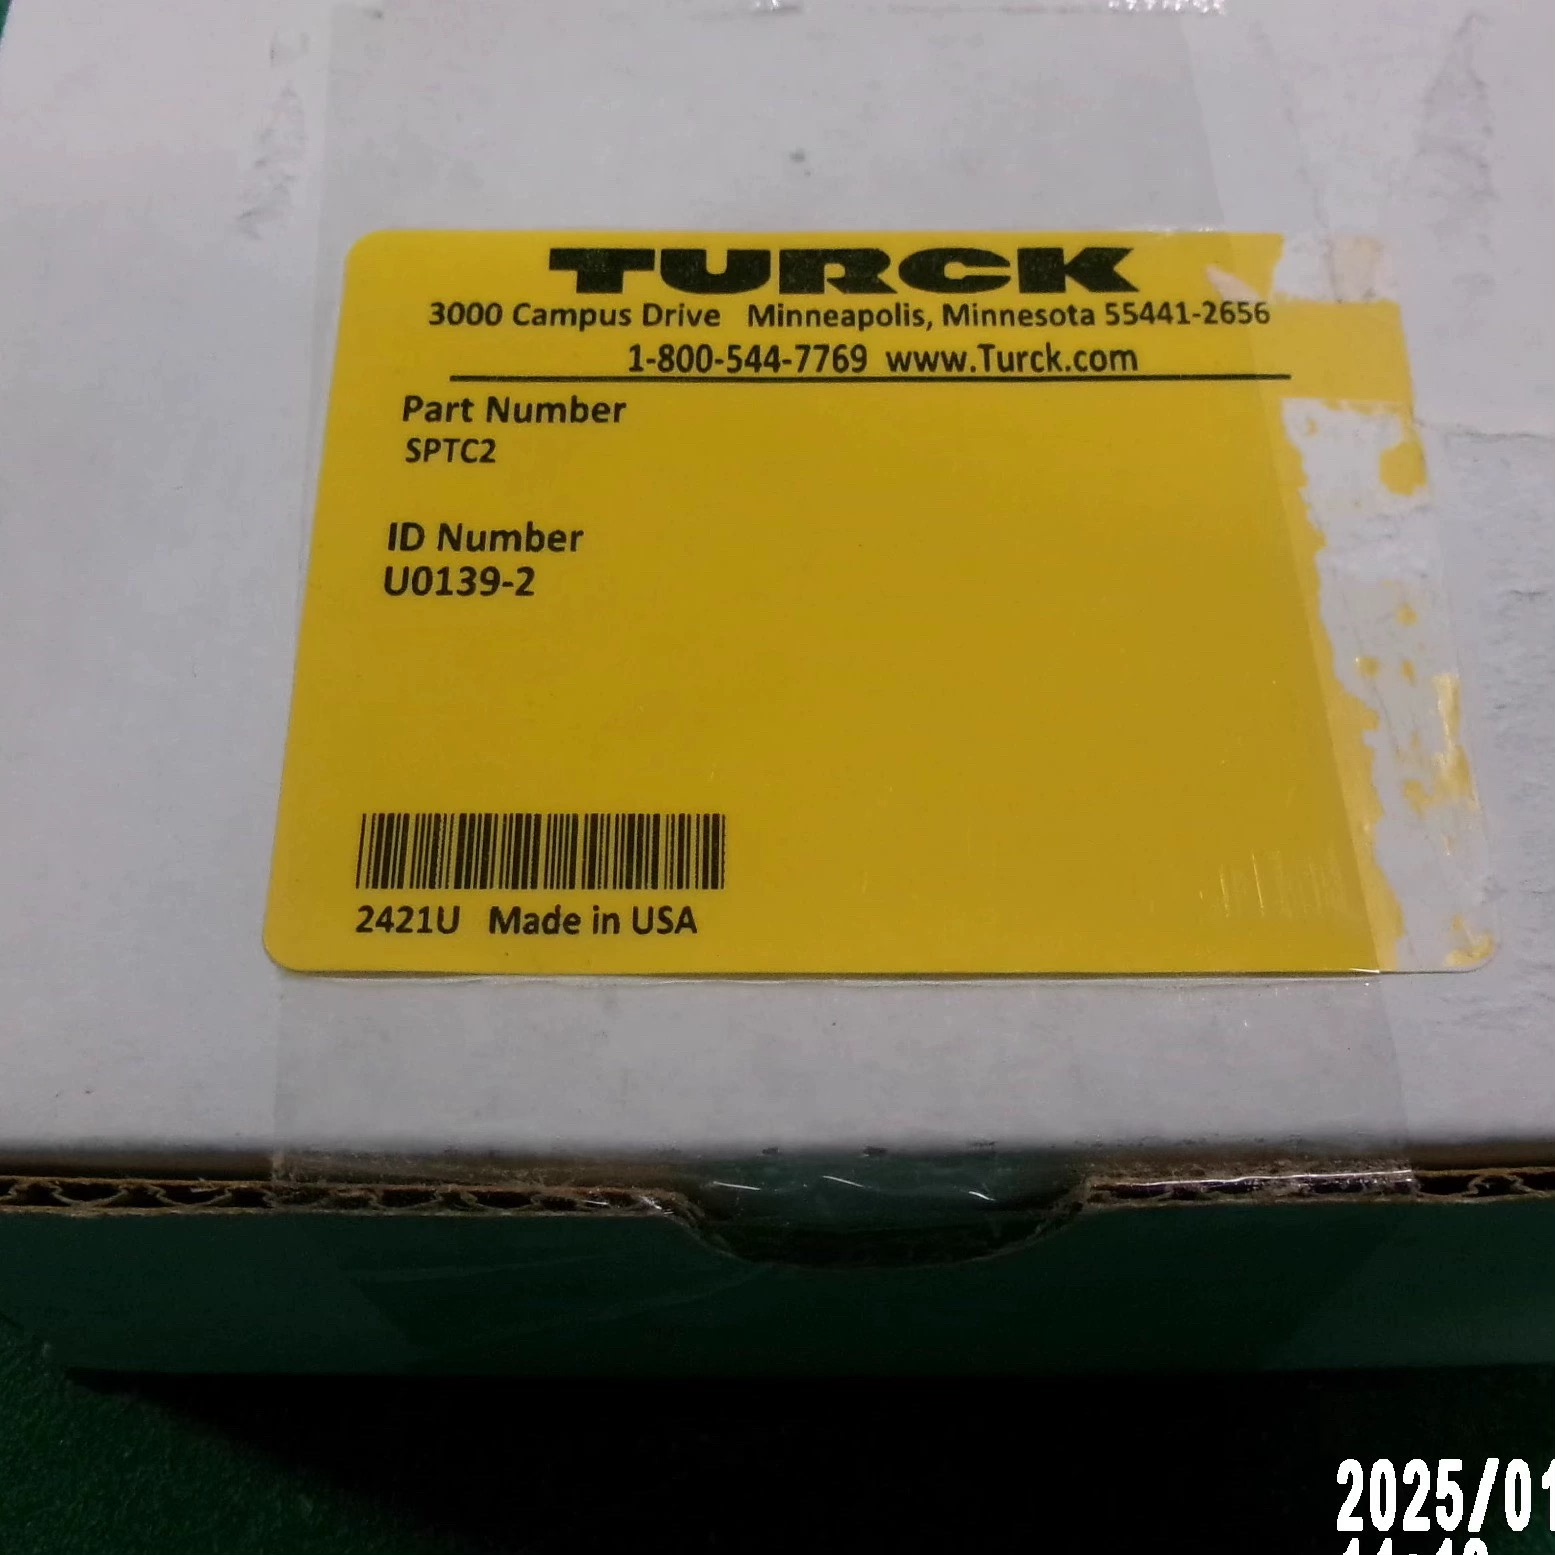 TURCK
3000 Campus Drive Minneapolis, Minnesota 55441-2656
1-800-544-7769 www.Turck.com
Part Number
SPTC2
ID Number
U0139-2
2421U Made in USA
2025/01